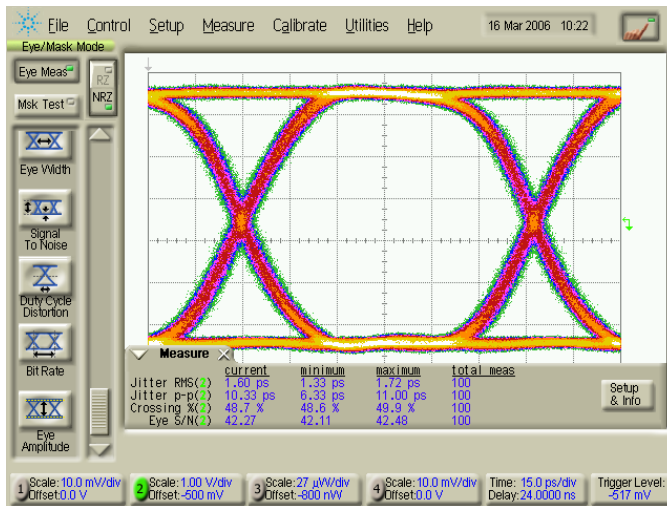 File Control Setup Measure Calibrate Utilities Help 16 Mar 2006 10:22
Eye/Mask Mode
Eye Meas
RZ
Msk Test
NRZ
Eye Width
Signal
To Noise
Duty Cycle
Distortion
Bit Rate
Eye
Amplitude
Measure
current minimum maximum total meas
Jitter RMS(2) 1.60 ps 1.33 ps 1.72 ps 100
Jitter p-p(2) 10.33 ps 6.33 ps 11.00 ps 100
Crossing %(2) 48.7 % 48.6 % 49.9 % 100
Eye S/N(2) 42.27 42.11 42.48 100
Setup
& Info
1 Scale:10.0 mV/div
Offset:0.0 V
2 Scale:1.00 V/div
Offset:-500 mV
3 Scale:27 µW/div
Offset:-800 nW
4 Scale:10.0 mV/div
Offset:0.0 V
Time: 15.0 ps/div
Delay:24.0000 ns
Trigger Level:
-517 mV